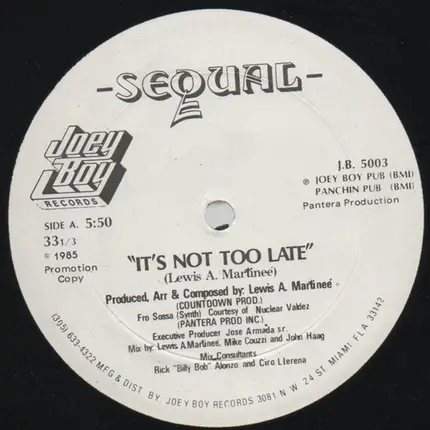 -SEQUAL-
Joey
Boy
RECORDS
J.B. 5003
℗ JOEY BOY PUB (BMI)
PANCHIN PUB (BMI)
Pantera Production
SIDE A. 5:50
33 1/3
© 1985
Promotion
Copy
"IT'S NOT TOO LATE"
(Lewis A. Martineé)
Produced, Arr & Composed by: Lewis A. Martineé
(COUNTDOWN PROD.)
Fro Sossa (Synth) Courtesy of Nuclear Valdez
(PANTERA PROD INC.)
Executive Producer Jose Armada sr.
Mix by: Lewis A.Martineé, Mike Couzzi and John Haag
Mix Consultants
Rick "Billy Bob" Alonzo and Ciro Llerena
(305) 633-4322 MFG & DIST BY JOEY BOY RECORDS 3081 N W 24 ST MIAMI FLA 33142